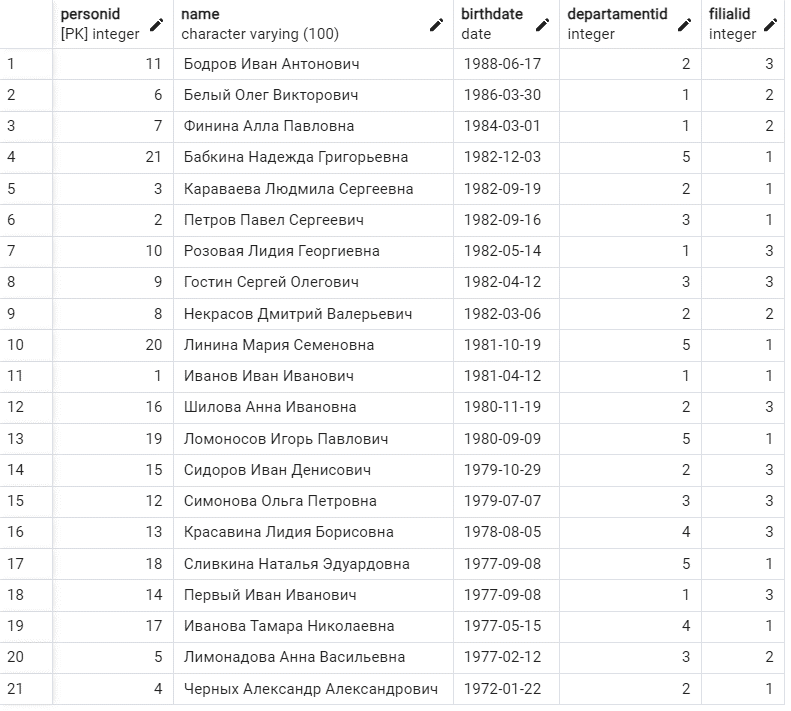 personid name birthdate departamentid filialid
[PK] integer character varying (100) date integer integer
1 11 Бодров Иван Антонович 1988-06-17 2 3
2 6 Белый Олег Викторович 1986-03-30 1 2
3 7 Финина Алла Павловна 1984-03-01 1 2
4 21 Бабкина Надежда Григорьевна 1982-12-03 5 1
5 3 Караваева Людмила Сергеевна 1982-09-19 2 1
6 2 Петров Павел Сергеевич 1982-09-16 3 1
7 10 Розовая Лидия Георгиевна 1982-05-14 1 3
8 9 Гостин Сергей Олегович 1982-04-12 3 3
9 8 Некрасов Дмитрий Валерьевич 1982-03-06 2 2
10 20 Линина Мария Семеновна 1981-10-19 5 1
11 1 Иванов Иван Иванович 1981-04-12 1 1
12 16 Шилова Анна Ивановна 1980-11-19 2 3
13 19 Ломоносов Игорь Павлович 1980-09-09 5 1
14 15 Сидоров Иван Денисович 1979-10-29 2 3
15 12 Симонова Ольга Петровна 1979-07-07 3 3
16 13 Красавина Лидия Борисовна 1978-08-05 4 3
17 18 Сливкина Наталья Эдуардовна 1977-09-08 5 1
18 14 Первый Иван Иванович 1977-09-08 1 3
19 17 Иванова Тамара Николаевна 1977-05-15 4 1
20 5 Лимонадова Анна Васильевна 1977-02-12 3 2
21 4 Черных Александр Александрович 1972-01-22 2 1